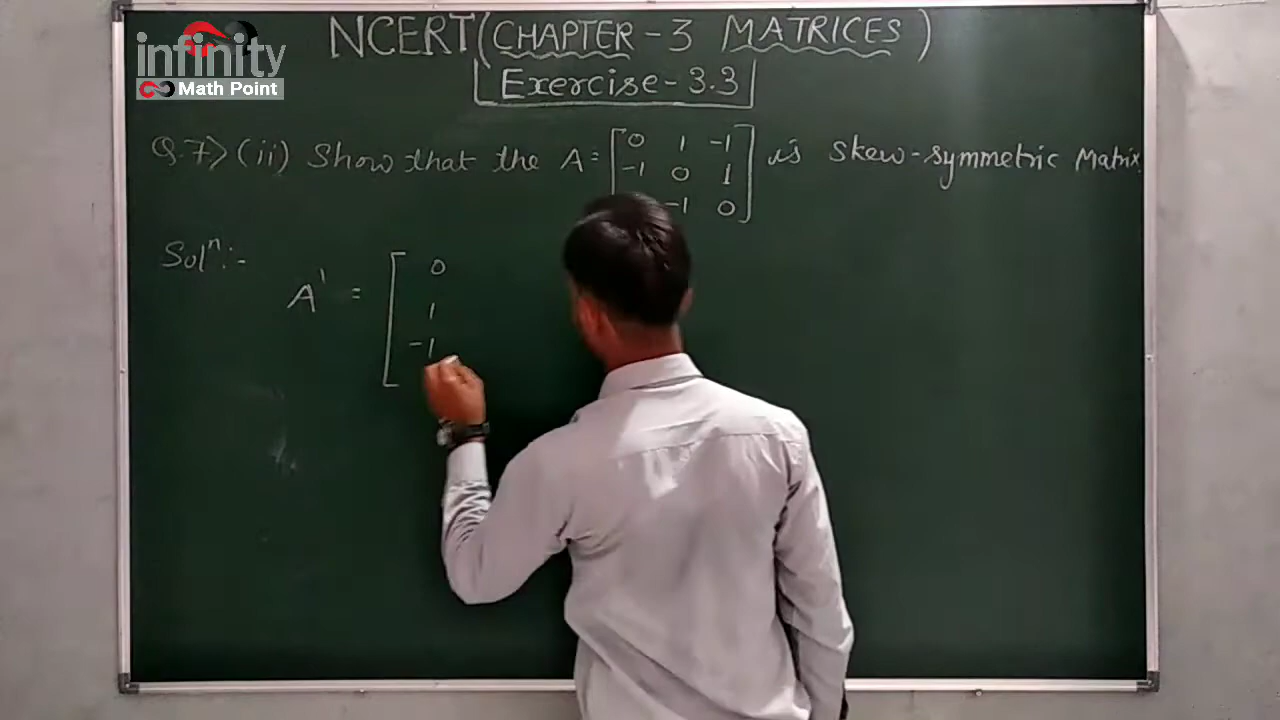 infinity
Math Point
NCERT (CHAPTER - 3 MATRICES)
Exercise - 3.3
Q.7> (ii) Show that the A = [ 0 1 -1 is skew-symmetric Matrix.
-1 0 1
-1 0 ]
Solⁿ:-
A' = [ 0
1
-1